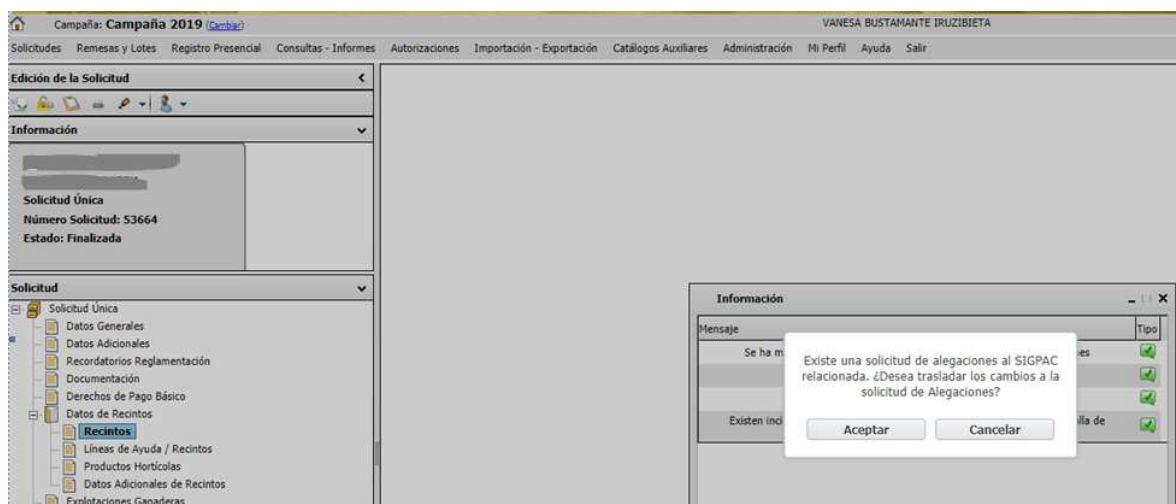 Campaña: Campaña 2019 (Cambiar)
VANESA BUSTAMANTE IRUZIBIETA
Solicitudes Remesas y Lotes Registro Presencial Consultas - Informes Autorizaciones Importación - Exportación Catálogos Auxiliares Administración Mi Perfil Ayuda Salir
Edición de la Solicitud
Información
Solicitud Única
Número Solicitud: 53664
Estado: Finalizada
Solicitud
Solicitud Única
Datos Generales
Datos Adicionales
Recordatorios Reglamentación
Documentación
Derechos de Pago Básico
Datos de Recintos
Recintos
Líneas de Ayuda / Recintos
Productos Hortícolas
Datos Adicionales de Recintos
Explotaciones Ganaderas
Información
Mensaje Tipo
Se ha m
es
Existen inci
lla de
Existe una solicitud de alegaciones al SIGPAC
relacionada. ¿Desea trasladar los cambios a la
solicitud de Alegaciones?
Aceptar Cancelar